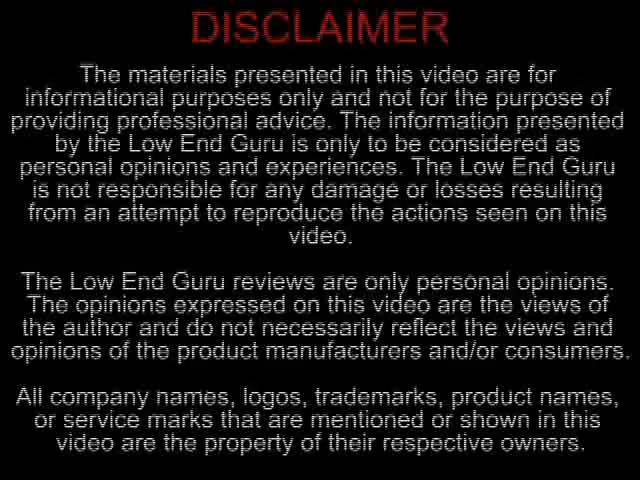 DISCLAIMER
The materials presented in this video are for
informational purposes only and not for the purpose of
providing professional advice. The information presented
by the Low End Guru is only to be considered as
personal opinions and experiences. The Low End Guru
is not responsible for any damage or losses resulting
from an attempt to reproduce the actions seen on this
video.
The Low End Guru reviews are only personal opinions.
The opinions expressed on this video are the views of
the author and do not necessarily reflect the views and
opinions of the product manufacturers and/or consumers.
All company names, logos, trademarks, product names,
or service marks that are mentioned or shown in this
video are the property of their respective owners.